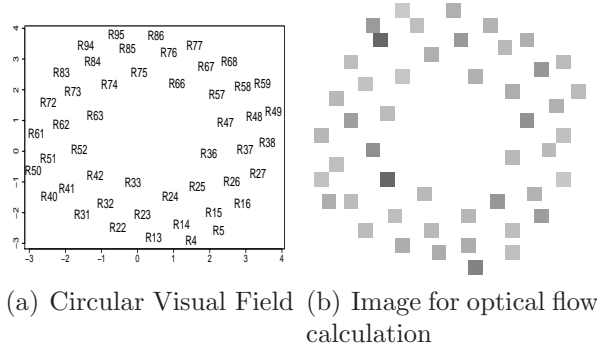 R95 R86
R94 R85 R76 R77
R84 R67 R68
R83 R75
R74 R66 R58 R59
R73 R57
R72
R63 R48 R49
R62 R47
R61
R52 R36 R37 R38
R51
R50 R42 R33 R26 R27
R41 R25
R40 R32 R24 R16
R31 R23 R15
R22 R14 R5
R13 R4
4
3
2
1
0
-1
-2
-3
-3 -2 -1 0 1 2 3 4
(a) Circular Visual Field (b) Image for optical flow
calculation